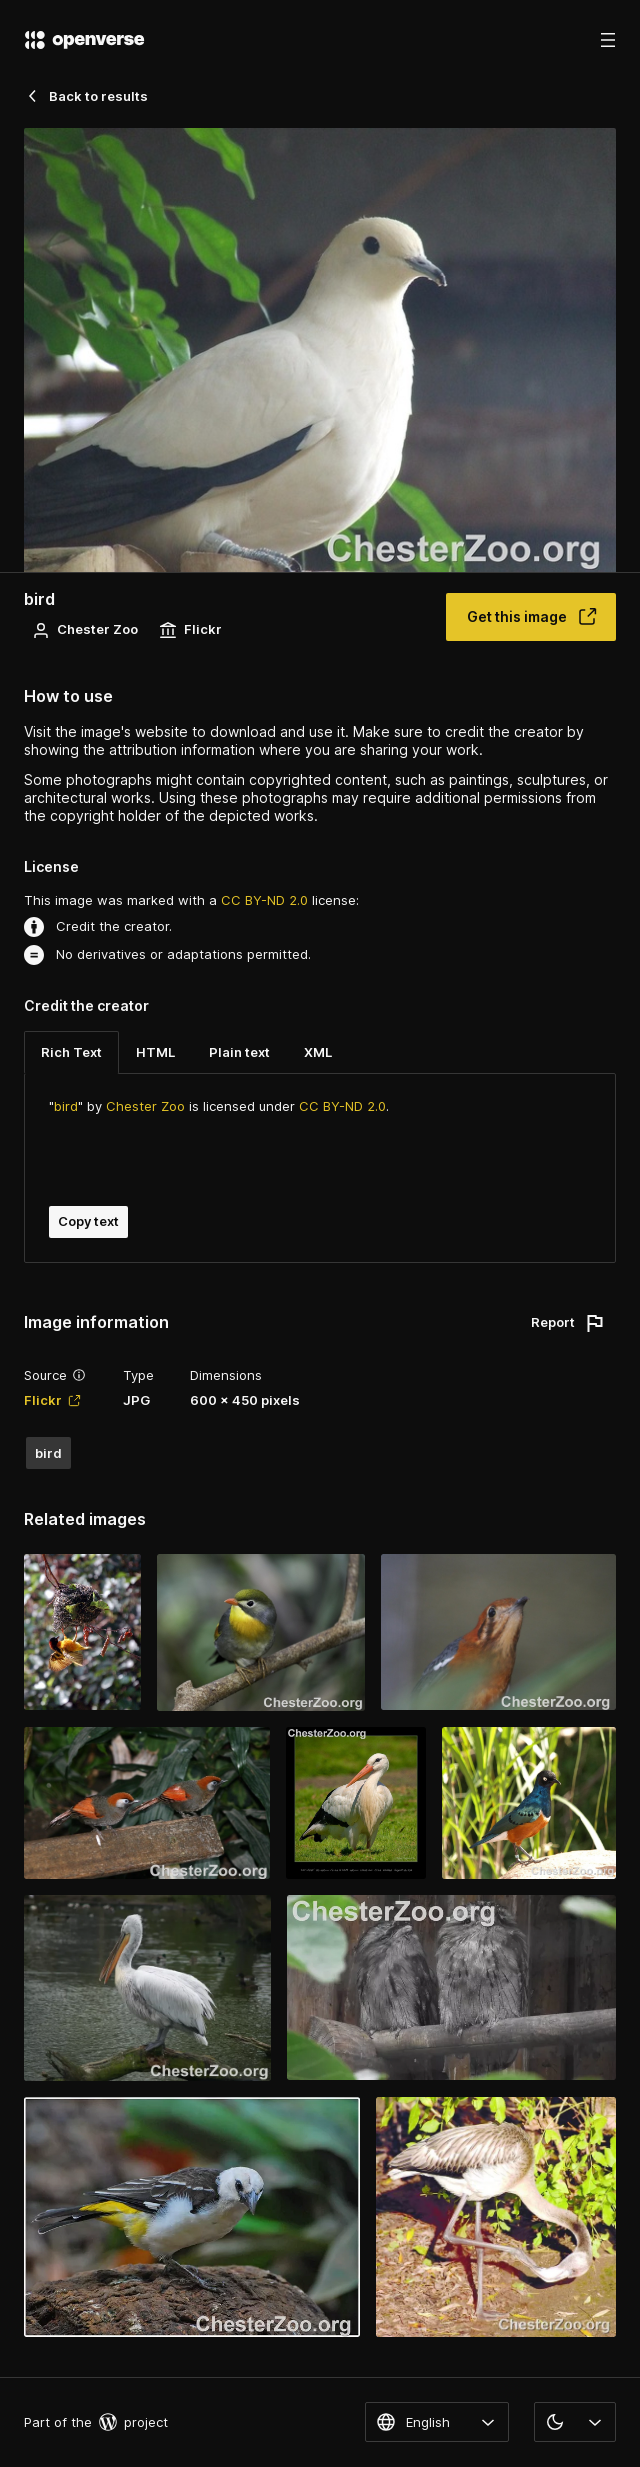 openverse
Back to results
ChesterZoo.org
bird
Chester Zoo
Flickr
Get this image
How to use
Visit the image's website to download and use it. Make sure to credit the creator by
showing the attribution information where you are sharing your work.
Some photographs might contain copyrighted content, such as paintings, sculptures, or
architectural works. Using these photographs may require additional permissions from
the copyright holder of the depicted works.
License
This image was marked with a CC BY-ND 2.0 license:
Credit the creator.
No derivatives or adaptations permitted.
Credit the creator
Rich Text
HTML
Plain text
XML
"bird" by Chester Zoo is licensed under CC BY-ND 2.0.
Copy text
Image information
Report
Source
Type
Dimensions
Flickr
JPG
600 × 450 pixels
bird
Related images
ChesterZoo.org
ChesterZoo.org
ChesterZoo.org
ChesterZoo.org
ChesterZoo.org
ChesterZoo.org
ChesterZoo.org
ChesterZoo.org
ChesterZoo.org
Part of the
project
English